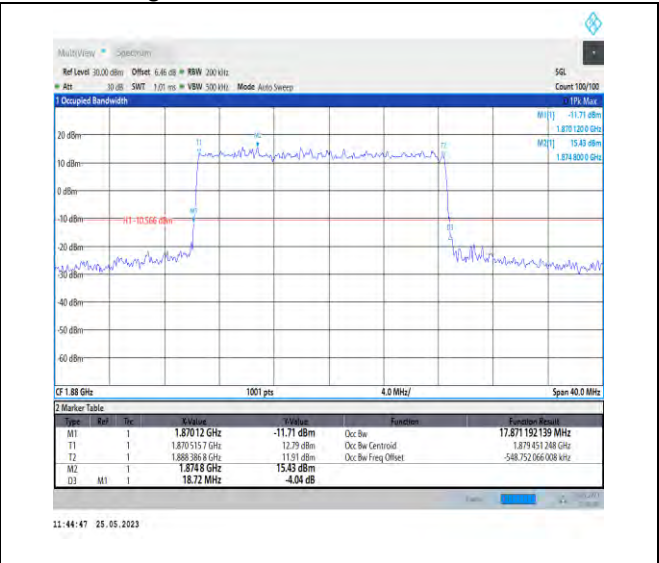 MultiView Spectrum
Ref Level 30.00 dBm Offset 6.46 dB RBW 200 kHz SGL
Att 30 dB SWT 1.01 ms VBW 500 kHz Mode Auto Sweep Count 100/100
1 Occupied Bandwidth 1Pk Max
M1[1] -11.71 dBm
1.870 120 0 GHz
M2[1] 15.43 dBm
1.874 800 0 GHz
20 dBm
T1 M2 T2
10 dBm
0 dBm
M1
-10 dBm H1 -10.566 dBm
D3
-20 dBm
-30 dBm
-40 dBm
-50 dBm
-60 dBm
CF 1.88 GHz 1001 pts 4.0 MHz/ Span 40.0 MHz
2 Marker Table
Type Ref Trc X-Value Y-Value Function Function Result
M1 1 1.87012 GHz -11.71 dBm Occ Bw 17.871 192 139 MHz
T1 1 1.870 515 7 GHz 12.79 dBm Occ Bw Centroid 1.879 451 248 GHz
T2 1 1.888 386 8 GHz 11.91 dBm Occ Bw Freq Offset -548.752 066 008 kHz
M2 1 1.8748 GHz 15.43 dBm
D3 M1 1 18.72 MHz -4.04 dB
11:44:47 25.05.2023